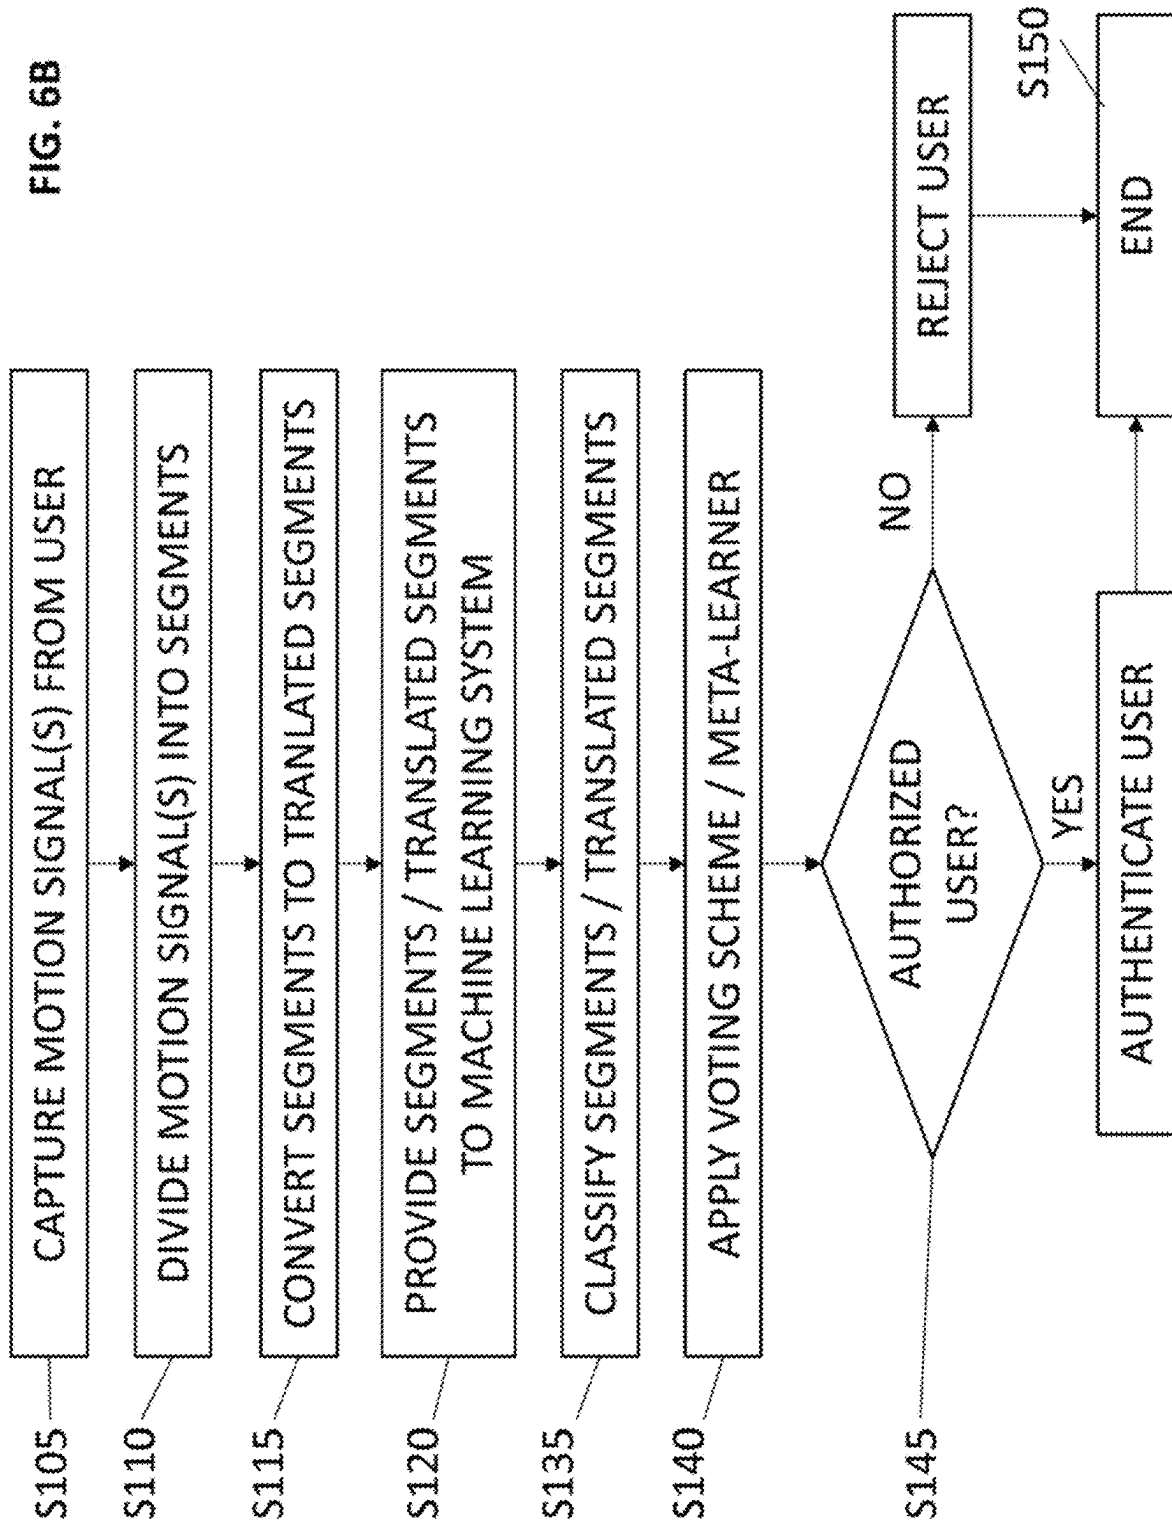 FIG. 6B
S105
CAPTURE MOTION SIGNAL(S) FROM USER
S110
DIVIDE MOTION SIGNAL(S) INTO SEGMENTS
S115
CONVERT SEGMENTS TO TRANLATED SEGMENTS
S120
PROVIDE SEGMENTS / TRANSLATED SEGMENTS
TO MACHINE LEARNING SYSTEM
S135
CLASSIFY SEGMENTS / TRANSLATED SEGMENTS
S140
APPLY VOTING SCHEME / META-LEARNER
S145
AUTHORIZED
USER?
NO
REJECT USER
YES
AUTHENTICATE USER
END
S150